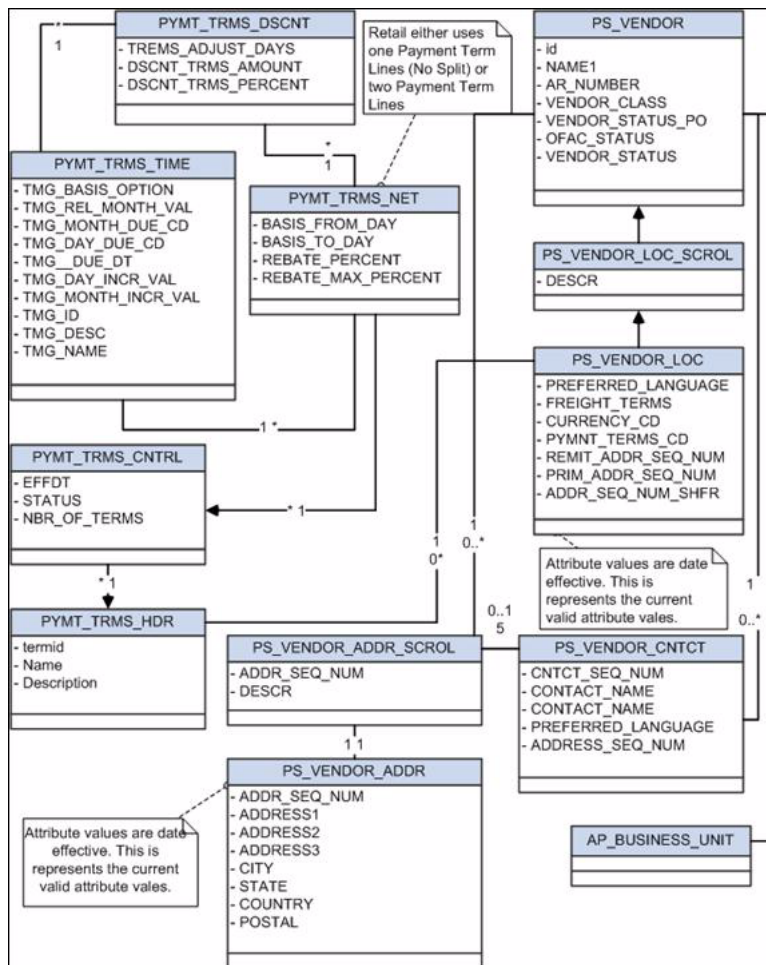 PYMT_TRMS_DSCNT
- TREMS_ADJUST_DAYS
- DSCNT_TRMS_AMOUNT
- DSCNT_TRMS_PERCENT
*
1
*
1
Retail either uses
one Payment Term
Lines (No Split) or
two Payment Term
Lines
PS_VENDOR
- id
- NAME1
- AR_NUMBER
- VENDOR_CLASS
- VENDOR_STATUS_PO
- OFAC_STATUS
- VENDOR_STATUS
PYMT_TRMS_TIME
- TMG_BASIS_OPTION
- TMG_REL_MONTH_VAL
- TMG_MONTH_DUE_CD
- TMG_DAY_DUE_CD
- TMG__DUE_DT
- TMG_DAY_INCR_VAL
- TMG_MONTH_INCR_VAL
- TMG_ID
- TMG_DESC
- TMG_NAME
PYMT_TRMS_NET
- BASIS_FROM_DAY
- BASIS_TO_DAY
- REBATE_PERCENT
- REBATE_MAX_PERCENT
PS_VENDOR_LOC_SCROL
- DESCR
PS_VENDOR_LOC
- PREFERRED_LANGUAGE
- FREIGHT_TERMS
- CURRENCY_CD
- PYMNT_TERMS_CD
- REMIT_ADDR_SEQ_NUM
- PRIM_ADDR_SEQ_NUM
- ADDR_SEQ_NUM_SHFR
1 *
PYMT_TRMS_CNTRL
- EFFDT
- STATUS
- NBR_OF_TERMS
* 1
1
0*
1
0..*
Attribute values are date
effective. This is
represents the current
valid attribute vales.
1
0..*
* 1
PYMT_TRMS_HDR
- termid
- Name
- Description
0..1
5
PS_VENDOR_ADDR_SCROL
- ADDR_SEQ_NUM
- DESCR
PS_VENDOR_CNTCT
- CNTCT_SEQ_NUM
- CONTACT_NAME
- CONTACT_NAME
- PREFERRED_LANGUAGE
- ADDRESS_SEQ_NUM
1 1
PS_VENDOR_ADDR
- ADDR_SEQ_NUM
- ADDRESS1
- ADDRESS2
- ADDRESS3
- CITY
- STATE
- COUNTRY
- POSTAL
Attribute values are date
effective. This is
represents the current
valid attribute vales.
AP_BUSINESS_UNIT